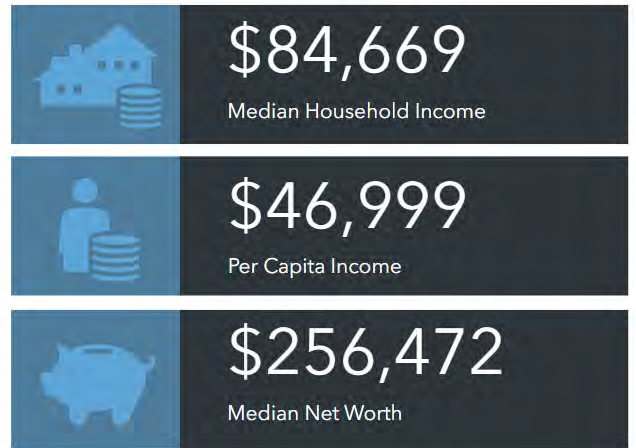 $84,669
Median Household Income
$46,999
Per Capita Income
$256,472
Median Net Worth